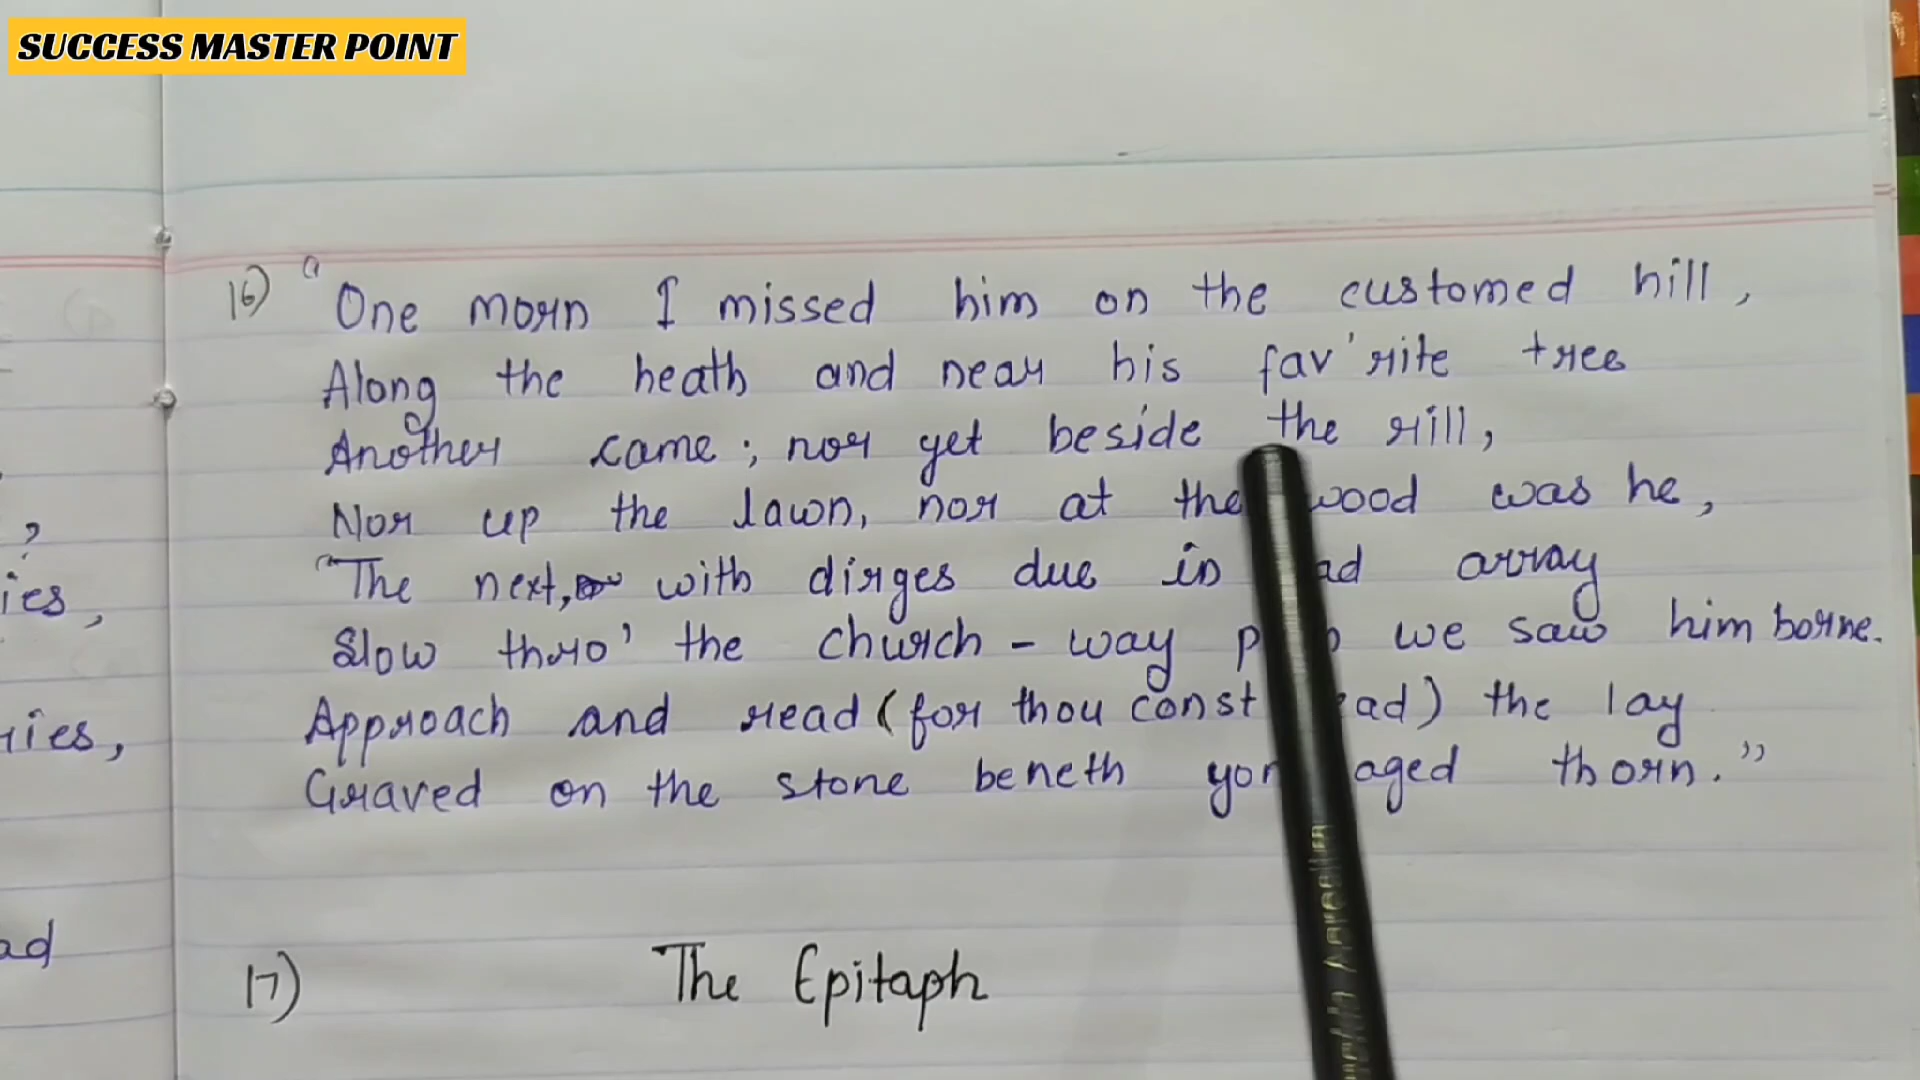 SUCCESS MASTER POINT
16) "One morn I missed him on the customed hill,
Along the heath and near his fav'rite tree
Another came; nor yet beside the rill,
Nor up the lawn, nor at the wood was he,
"The next, with dirges due in array
Slow thro' the church-way we saw him borne.
Approach and read (for thou const the lay
Graved on the stone beneth aged thorn."
17) The Epitaph
?
ies,
ries,
ad